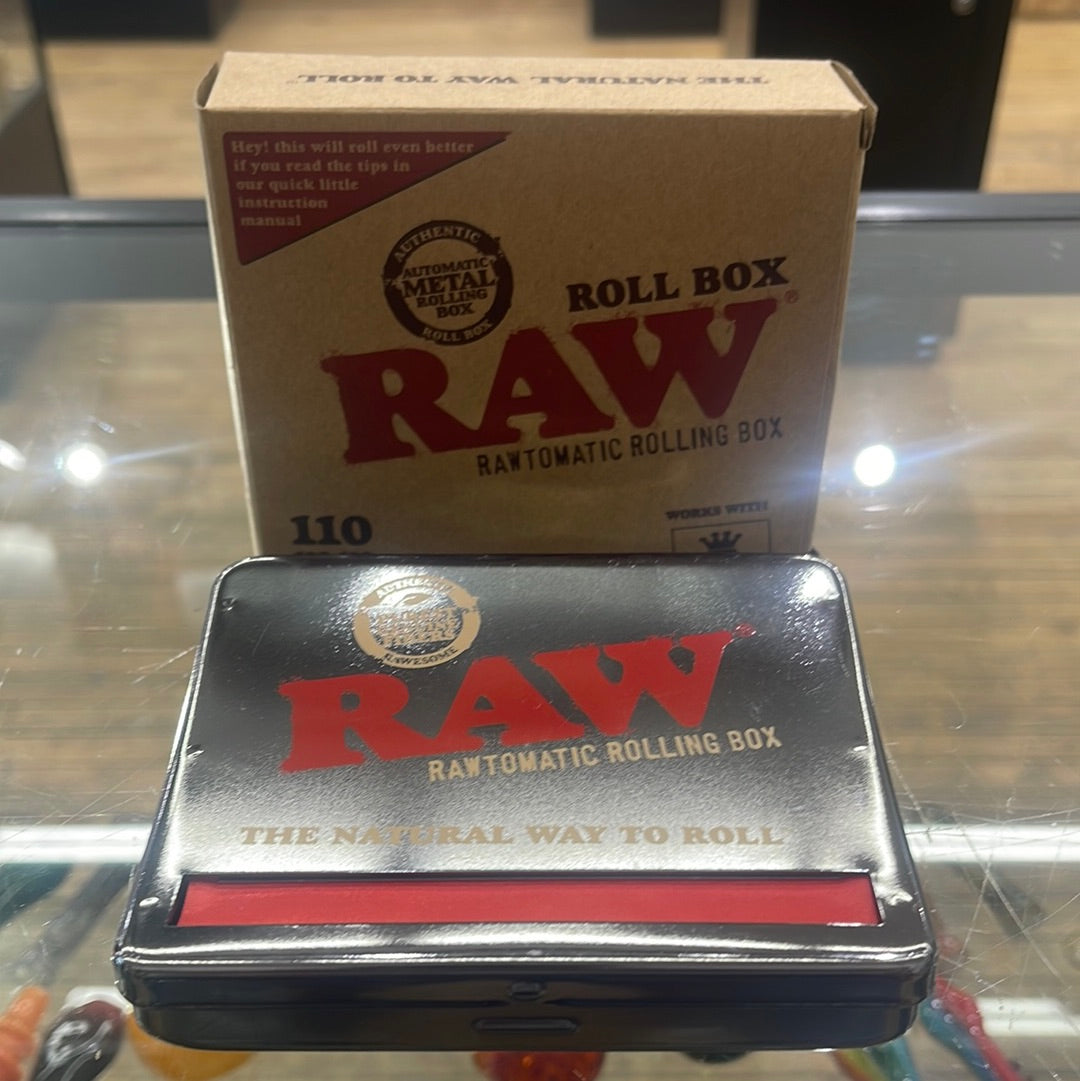 THE NATURAL WAY TO ROLL
Hey! this will roll even better
if you read the tips in
our quick little
instruction
manual
AUTHENTIC
AUTOMATIC
METAL
ROLLING
BOX
ROLL BOX
ROLL BOX
RAW®
RAWTOMATIC ROLLING BOX
110
WORKS WITH
AUTHENTIC
RAWESOME
RAW
RAWTOMATIC ROLLING BOX
THE NATURAL WAY TO ROLL